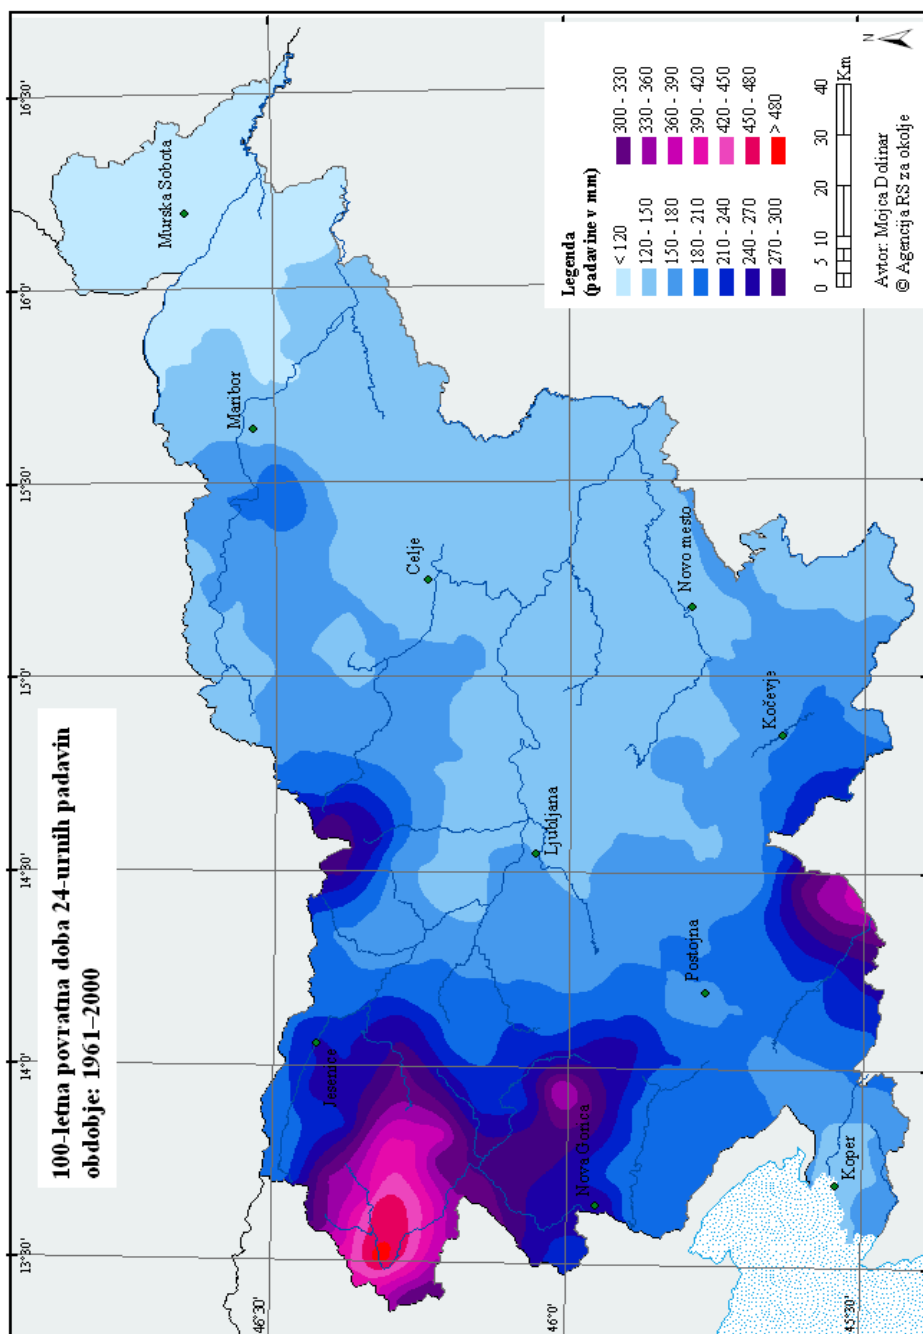 100-letna povratna doba 24-urnih padavin
obdobje: 1961–2000
13°30'
14°0'
14°30'
15°0'
15°30'
16°0'
16°30'
46°30'
46°0'
45°30'
Murska Sobota
Maribor
Jesenice
Celje
Ljubljana
Nova Gorica
Novo mesto
Postojna
Kočevje
Koper
Legenda
(padavine v mm)
< 120
120 - 150
150 - 180
180 - 210
210 - 240
240 - 270
270 - 300
300 - 330
330 - 360
360 - 390
390 - 420
420 - 450
450 - 480
> 480
0 5 10 20 30 40
Km
N
Avtor: Mojca Dolinar
© Agencija RS za okolje